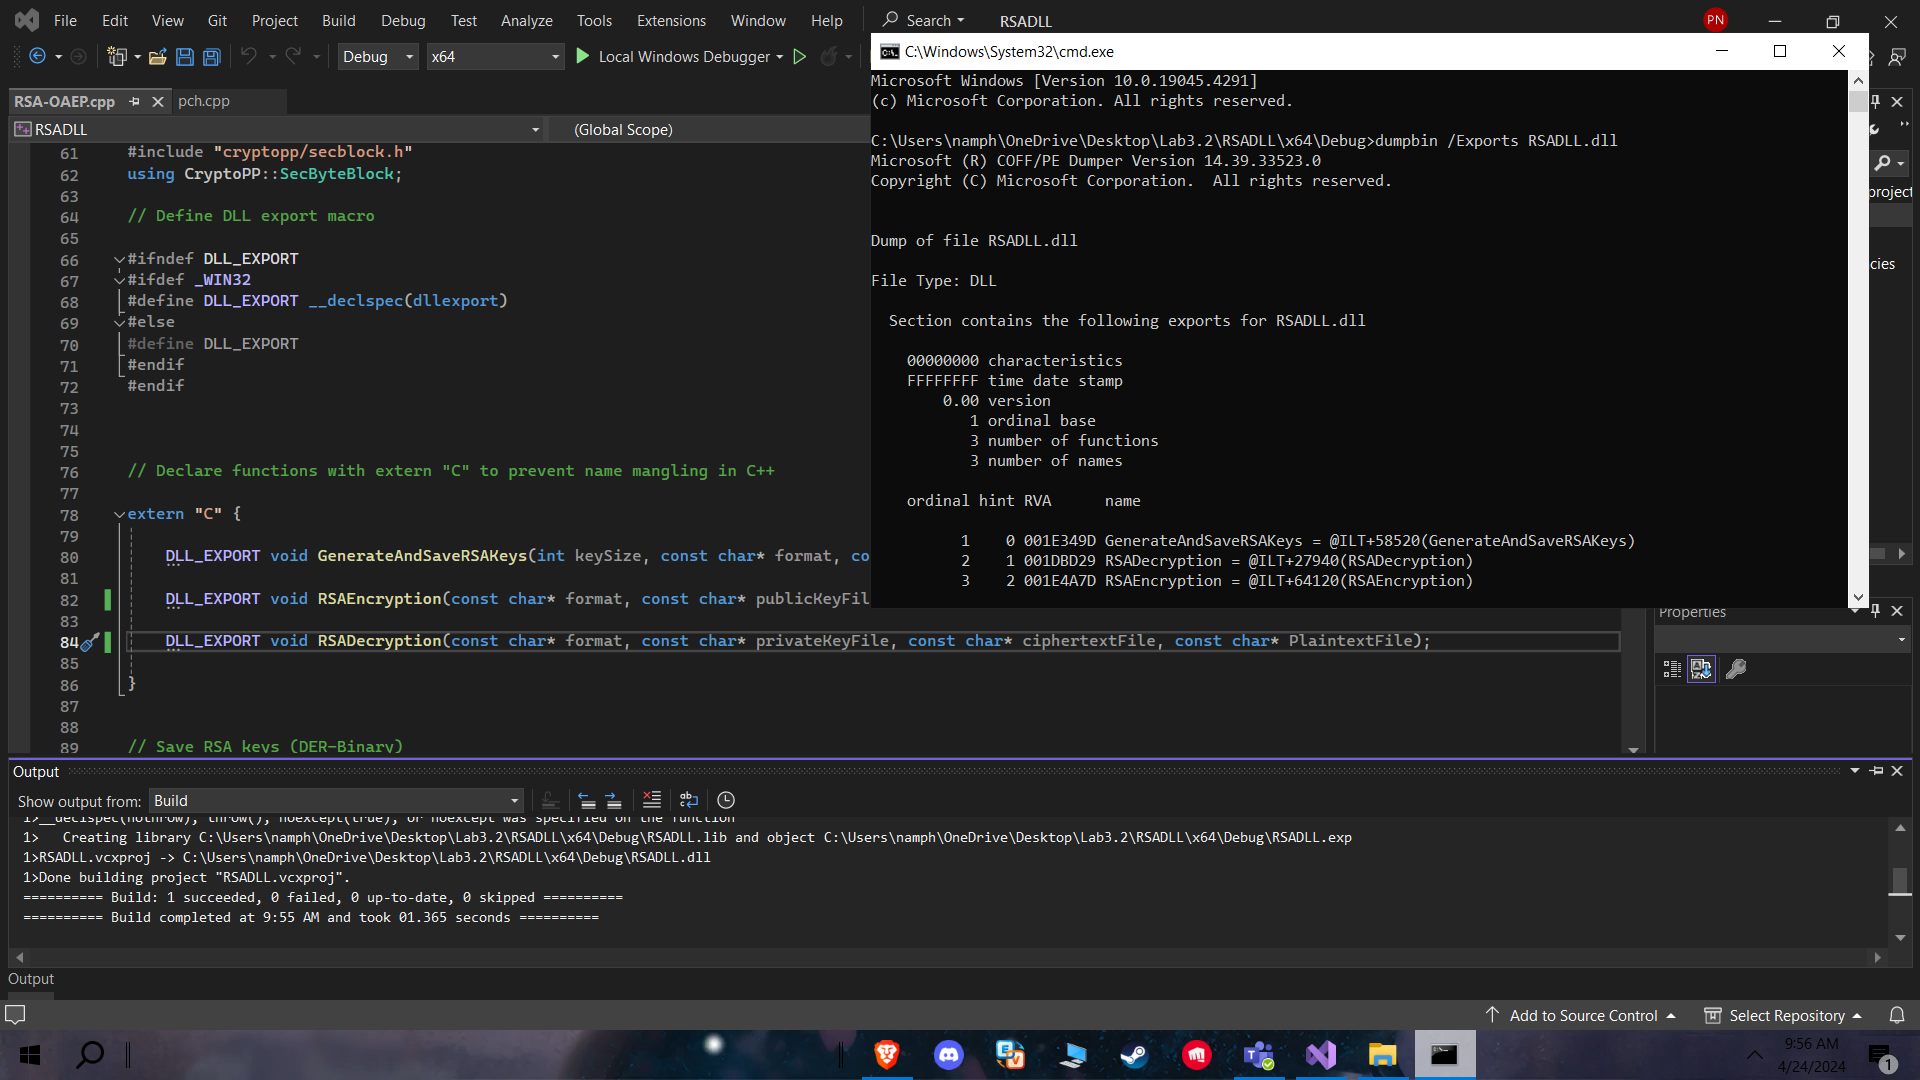 File Edit View Git Project Build Debug Test Analyze Tools Extensions Window Help Search RSADLL PN
Debug x64 Local Windows Debugger
RSA-OAEP.cpp pch.cpp
RSADLL (Global Scope)
61 #include "cryptopp/secblock.h"
62 using CryptoPP::SecByteBlock;
63
64 // Define DLL export macro
65
66 #ifndef DLL_EXPORT
67 #ifdef _WIN32
68 #define DLL_EXPORT __declspec(dllexport)
69 #else
70 #define DLL_EXPORT
71 #endif
72 #endif
73
74
75
76 // Declare functions with extern "C" to prevent name mangling in C++
77
78 extern "C" {
79
80 DLL_EXPORT void GenerateAndSaveRSAKeys(int keySize, const char* format, co
81
82 DLL_EXPORT void RSAEncryption(const char* format, const char* publicKeyFil
83
84 DLL_EXPORT void RSADecryption(const char* format, const char* privateKeyFile, const char* ciphertextFile, const char* PlaintextFile);
85
86 }
87
88
89 // Save RSA keys (DER-Binary)
C:\Windows\System32\cmd.exe
Microsoft Windows [Version 10.0.19045.4291]
(c) Microsoft Corporation. All rights reserved.
C:\Users\namph\OneDrive\Desktop\Lab3.2\RSADLL\x64\Debug>dumpbin /Exports RSADLL.dll
Microsoft (R) COFF/PE Dumper Version 14.39.33523.0
Copyright (C) Microsoft Corporation.  All rights reserved.
Dump of file RSADLL.dll
File Type: DLL
Section contains the following exports for RSADLL.dll
00000000 characteristics
FFFFFFFF time date stamp
0.00 version
1 ordinal base
3 number of functions
3 number of names
ordinal hint RVA      name
1    0 001E349D GenerateAndSaveRSAKeys = @ILT+58520(GenerateAndSaveRSAKeys)
2    1 001DBD29 RSADecryption = @ILT+27940(RSADecryption)
3    2 001E4A7D RSAEncryption = @ILT+64120(RSAEncryption)
project
cies
Properties
Output
Show output from: Build
1>__declspec(nothrow), throw(), noexcept(true), or noexcept was specified on the function
1>   Creating library C:\Users\namph\OneDrive\Desktop\Lab3.2\RSADLL\x64\Debug\RSADLL.lib and object C:\Users\namph\OneDrive\Desktop\Lab3.2\RSADLL\x64\Debug\RSADLL.exp
1>RSADLL.vcxproj -> C:\Users\namph\OneDrive\Desktop\Lab3.2\RSADLL\x64\Debug\RSADLL.dll
1>Done building project "RSADLL.vcxproj".
========== Build: 1 succeeded, 0 failed, 0 up-to-date, 0 skipped ==========
========== Build completed at 9:55 AM and took 01.365 seconds ==========
Output
Add to Source Control Select Repository
9:56 AM
4/24/2024
1